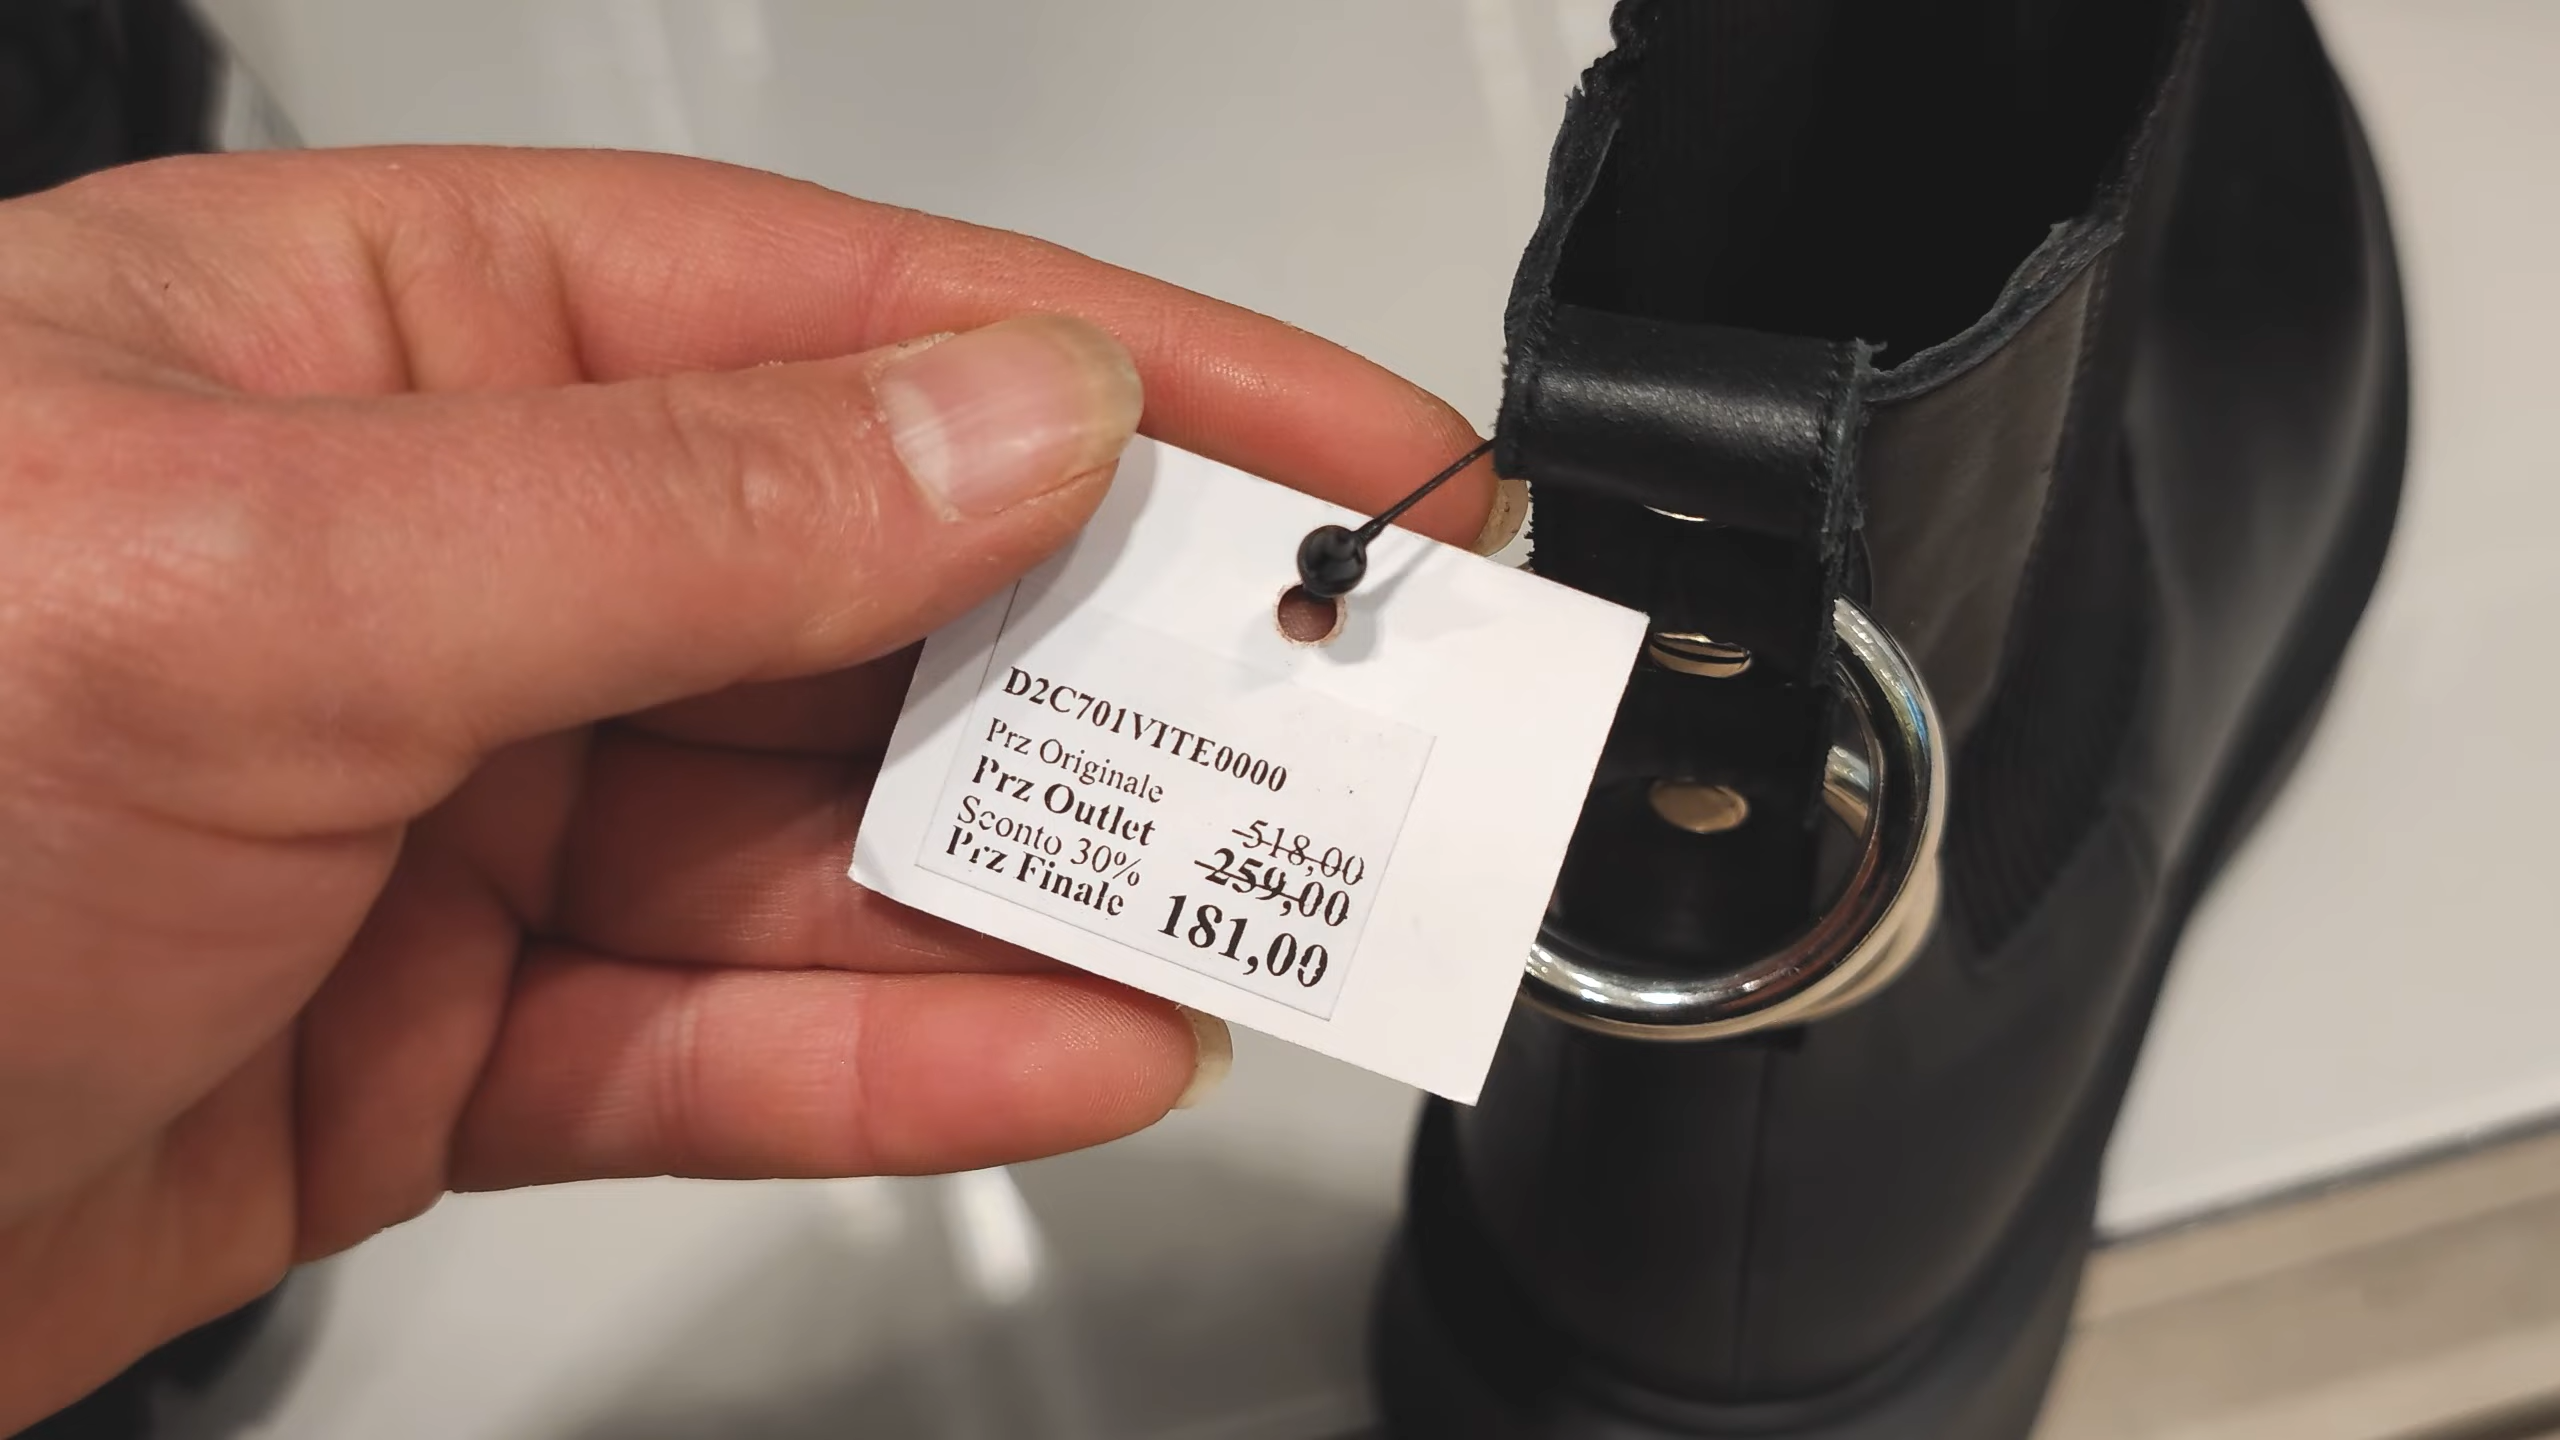 D2C701VITE0000
Prz Originale 518,00
Prz Outlet 259,00
Sconto 30%
Prz Finale 181,00